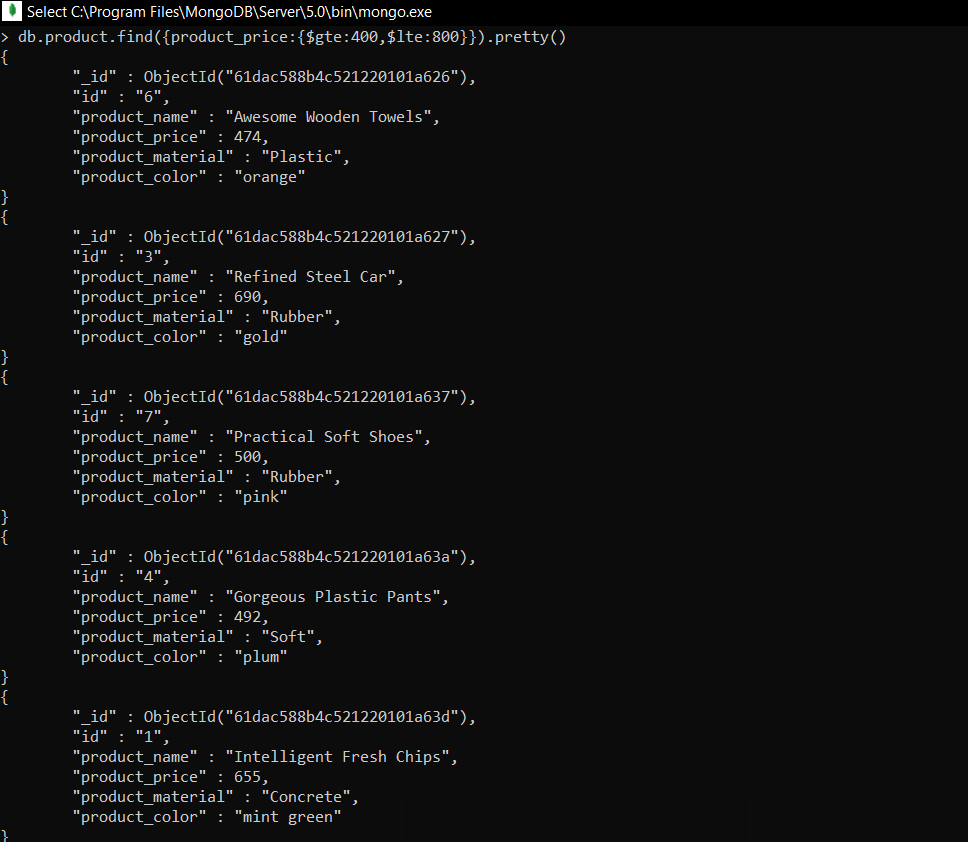 Select C:\Program Files\MongoDB\Server\5.0\bin\mongo.exe
> db.product.find({product_price:{$gte:400,$lte:800}}).pretty()
{
        "_id" : ObjectId("61dac588b4c521220101a626"),
        "id" : "6",
        "product_name" : "Awesome Wooden Towels",
        "product_price" : 474,
        "product_material" : "Plastic",
        "product_color" : "orange"
}
{
        "_id" : ObjectId("61dac588b4c521220101a627"),
        "id" : "3",
        "product_name" : "Refined Steel Car",
        "product_price" : 690,
        "product_material" : "Rubber",
        "product_color" : "gold"
}
{
        "_id" : ObjectId("61dac588b4c521220101a637"),
        "id" : "7",
        "product_name" : "Practical Soft Shoes",
        "product_price" : 500,
        "product_material" : "Rubber",
        "product_color" : "pink"
}
{
        "_id" : ObjectId("61dac588b4c521220101a63a"),
        "id" : "4",
        "product_name" : "Gorgeous Plastic Pants",
        "product_price" : 492,
        "product_material" : "Soft",
        "product_color" : "plum"
}
{
        "_id" : ObjectId("61dac588b4c521220101a63d"),
        "id" : "1",
        "product_name" : "Intelligent Fresh Chips",
        "product_price" : 655,
        "product_material" : "Concrete",
        "product_color" : "mint green"
}